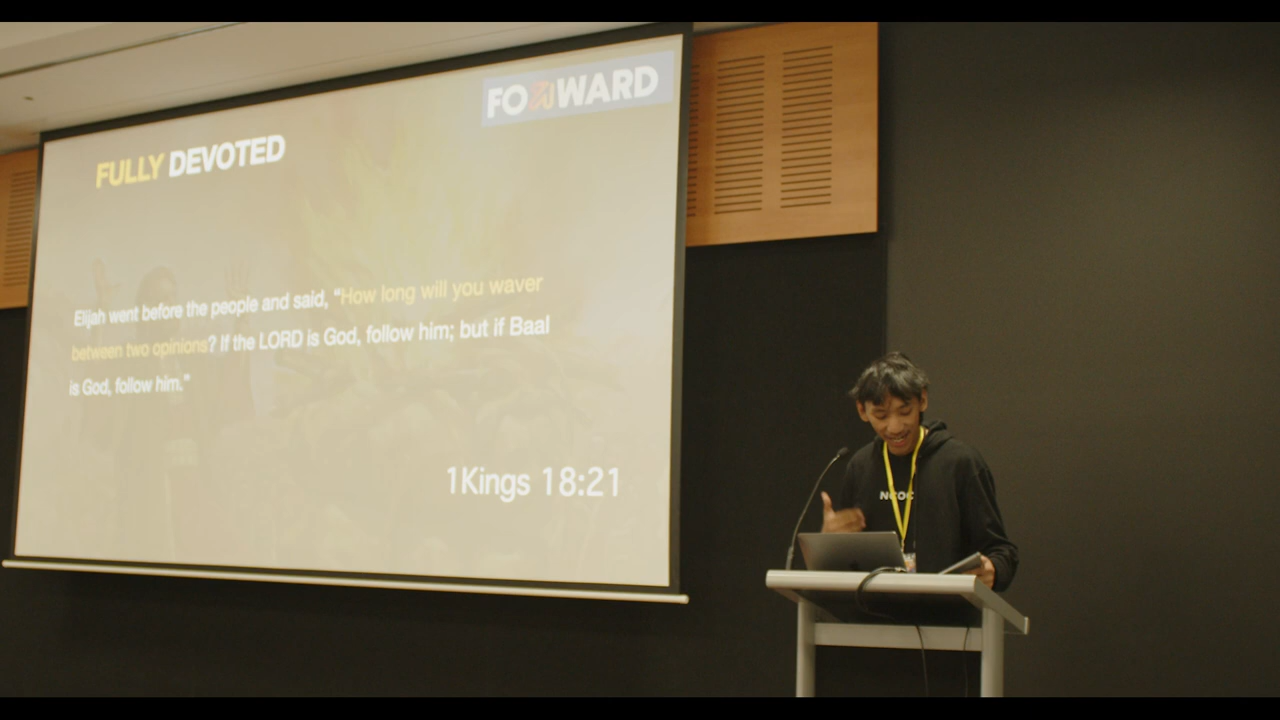 FORWARD
FULLY DEVOTED
Elijah went before the people and said, “How long will you waver
between two opinions? If the LORD is God, follow him; but if Baal
is God, follow him.”
1Kings 18:21
NCOC